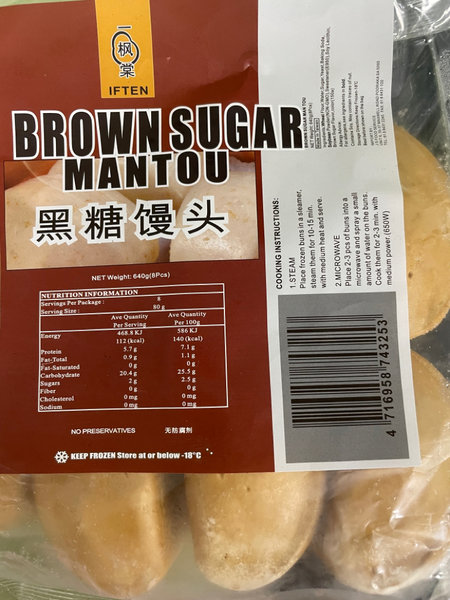 一枫棠
IFTEN
BROWN SUGAR
MANTOU
黑糖馒头
NET Weight: 640g(8Pcs)
NUTRITION INFORMATION
Servings Per Package : 8
Serving Size : 80 g
Ave Quantity Per Serving Ave Quantity Per 100g
Energy 468.8 KJ 586 KJ
112 (kcal) 140 (kcal)
Protein 5.7 g 7.1 g
Fat-Total 0.9 g 1.1 g
Fat-Saturated 0 g 0 g
Carbohydrate 20.4 g 25.5 g
Sugars 2 g 2.5 g
Fiber 0 g 0 g
Cholesterol 0 mg 0 mg
Sodium 0 mg 0 mg
NO PRESERVATIVES 无防腐剂
KEEP FROZEN Store at or below -18°C
COOKING INSTRUCTIONS:
1.STEAM
Place frozen buns in a steamer,
steam them for 10-15 min.
with medium heat and serve.
2.MICROWAVE
Place 2-3 pcs of buns into a
microwave and spray a small
amount of water on the buns.
Cook them for 2-3 min. with
medium power (650W)
BROWN SUGAR MANTOU
4 716958 743253